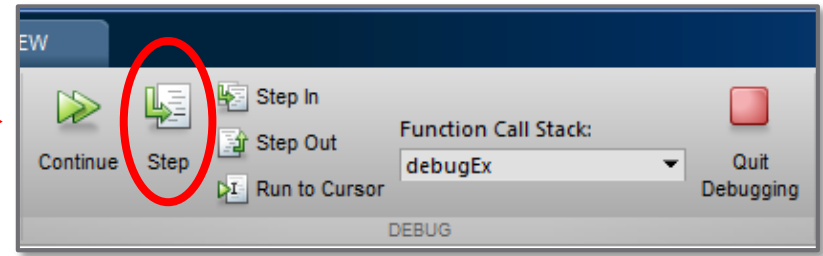 EW
Continue
Step
Step In
Step Out
Run to Cursor
Function Call Stack:
debugEx
Quit
Debugging
DEBUG